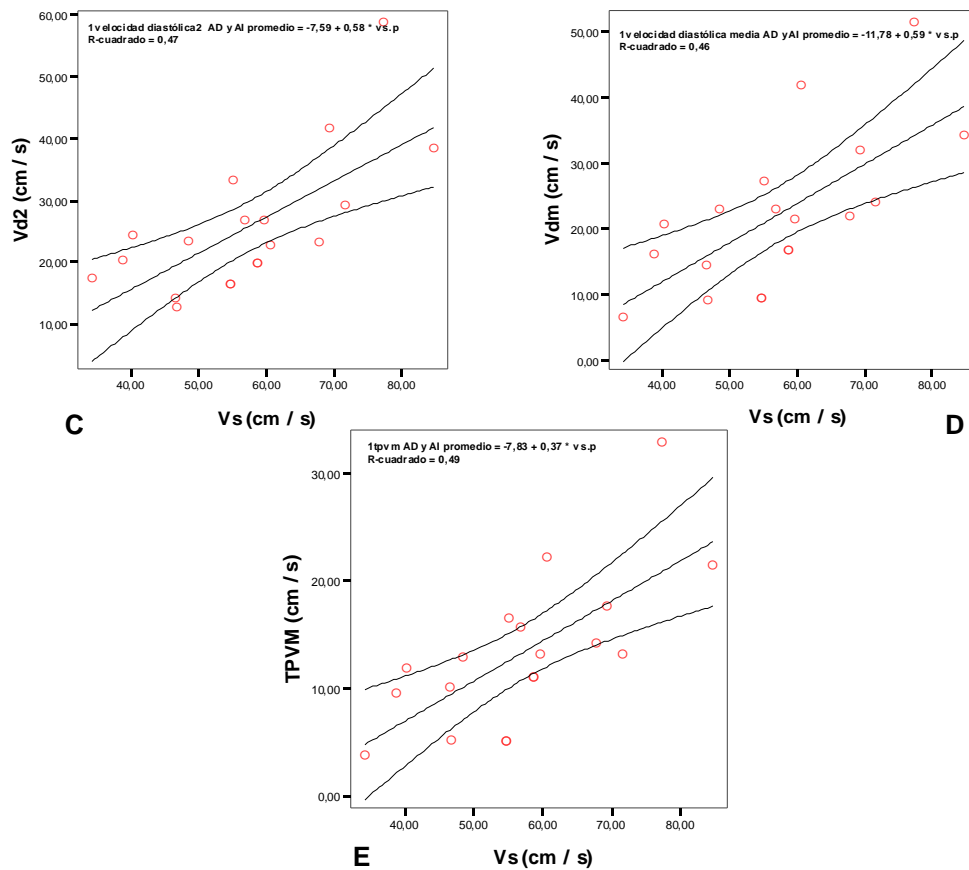 1velocidad diastólica2 AD y AI promedio = -7,59 + 0,58 * vs.p
R-cuadrado = 0,47
60,00
50,00
40,00
30,00
20,00
10,00
Vd2 (cm / s)
40,00 50,00 60,00 70,00 80,00
Vs (cm / s)
C
1velocidad diastólica media AD y AI promedio = -11,78 + 0,59 * vs.p
R-cuadrado = 0,46
50,00
40,00
30,00
20,00
10,00
0,00
Vdm (cm / s)
40,00 50,00 60,00 70,00 80,00
Vs (cm / s)
D
1tpvm AD y AI promedio = -7,83 + 0,37 * vs.p
R-cuadrado = 0,49
30,00
20,00
10,00
0,00
TPVM (cm / s)
40,00 50,00 60,00 70,00 80,00
Vs (cm / s)
E